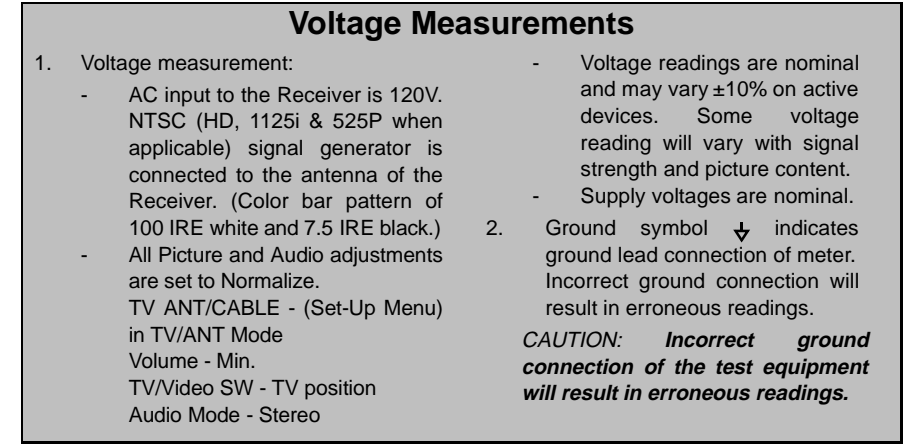 Voltage Measurements
1. Voltage measurement:
- AC input to the Receiver is 120V.
NTSC (HD, 1125i & 525P when
applicable) signal generator is
connected to the antenna of the
Receiver. (Color bar pattern of
100 IRE white and 7.5 IRE black.)
- All Picture and Audio adjustments
are set to Normalize.
TV ANT/CABLE - (Set-Up Menu)
in TV/ANT Mode
Volume - Min.
TV/Video SW - TV position
Audio Mode - Stereo
- Voltage readings are nominal
and may vary ±10% on active
devices. Some voltage
reading will vary with signal
strength and picture content.
- Supply voltages are nominal.
2. Ground symbol indicates
ground lead connection of meter.
Incorrect ground connection will
result in erroneous readings.
CAUTION: Incorrect ground
connection of the test equipment
will result in erroneous readings.